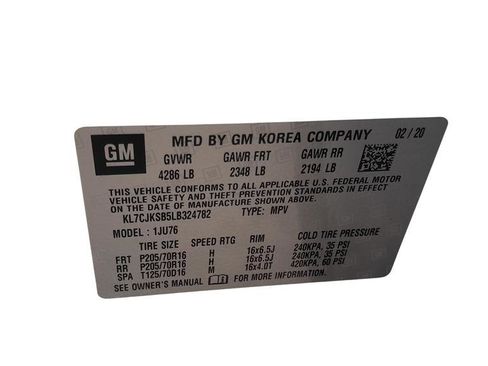 GM
MFD BY GM KOREA COMPANY 02/20
GVWR GAWR FRT GAWR RR
4286 LB 2348 LB 2194 LB
THIS VEHICLE CONFORMS TO ALL APPLICABLE U.S. FEDERAL MOTOR
VEHICLE SAFETY AND THEFT PREVENTION STANDARDS IN EFFECT
ON THE DATE OF MANUFACTURE SHOWN ABOVE.
KL7CJKSB5LB324782 TYPE: MPV
MODEL: 1JU76
TIRE SIZE SPEED RTG RIM COLD TIRE PRESSURE
FRT P205/70R16 H 16x6.5J 240KPA, 35 PSI
RR P205/70R16 H 16x6.5J 240KPA, 35 PSI
SPA T125/70D16 M 16x4.0T 420KPA, 60 PSI
SEE OWNER'S MANUAL i FOR MORE INFORMATION.